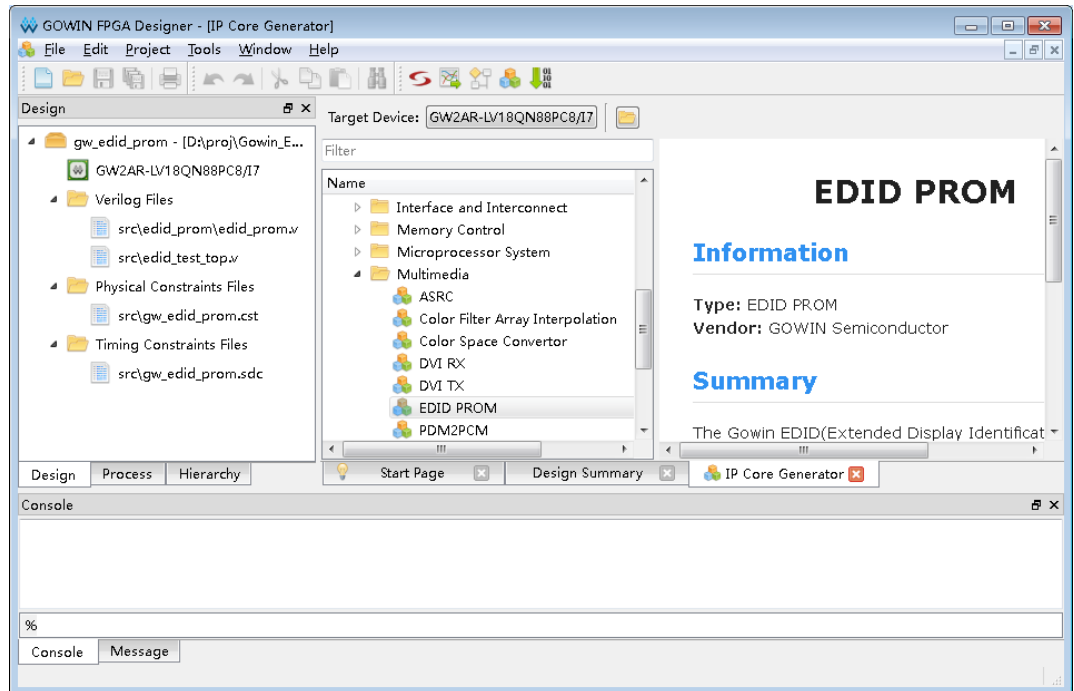 GOWIN FPGA Designer - [IP Core Generator]
File Edit Project Tools Window Help
Design
Target Device: GW2AR-LV18QN88PC8/I7
gw_edid_prom - [D:\proj\Gowin_E...
GW2AR-LV18QN88PC8/I7
Verilog Files
src\edid_prom\edid_prom.v
src\edid_test_top.v
Physical Constraints Files
src\gw_edid_prom.cst
Timing Constraints Files
src\gw_edid_prom.sdc
Design Process Hierarchy
Filter
Name
Interface and Interconnect
Memory Control
Microprocessor System
Multimedia
ASRC
Color Filter Array Interpolation
Color Space Convertor
DVI RX
DVI TX
EDID PROM
PDM2PCM
EDID PROM
Information
Type: EDID PROM
Vendor: GOWIN Semiconductor
Summary
The Gowin EDID(Extended Display Identificat
Start Page Design Summary IP Core Generator
Console
%
Console Message